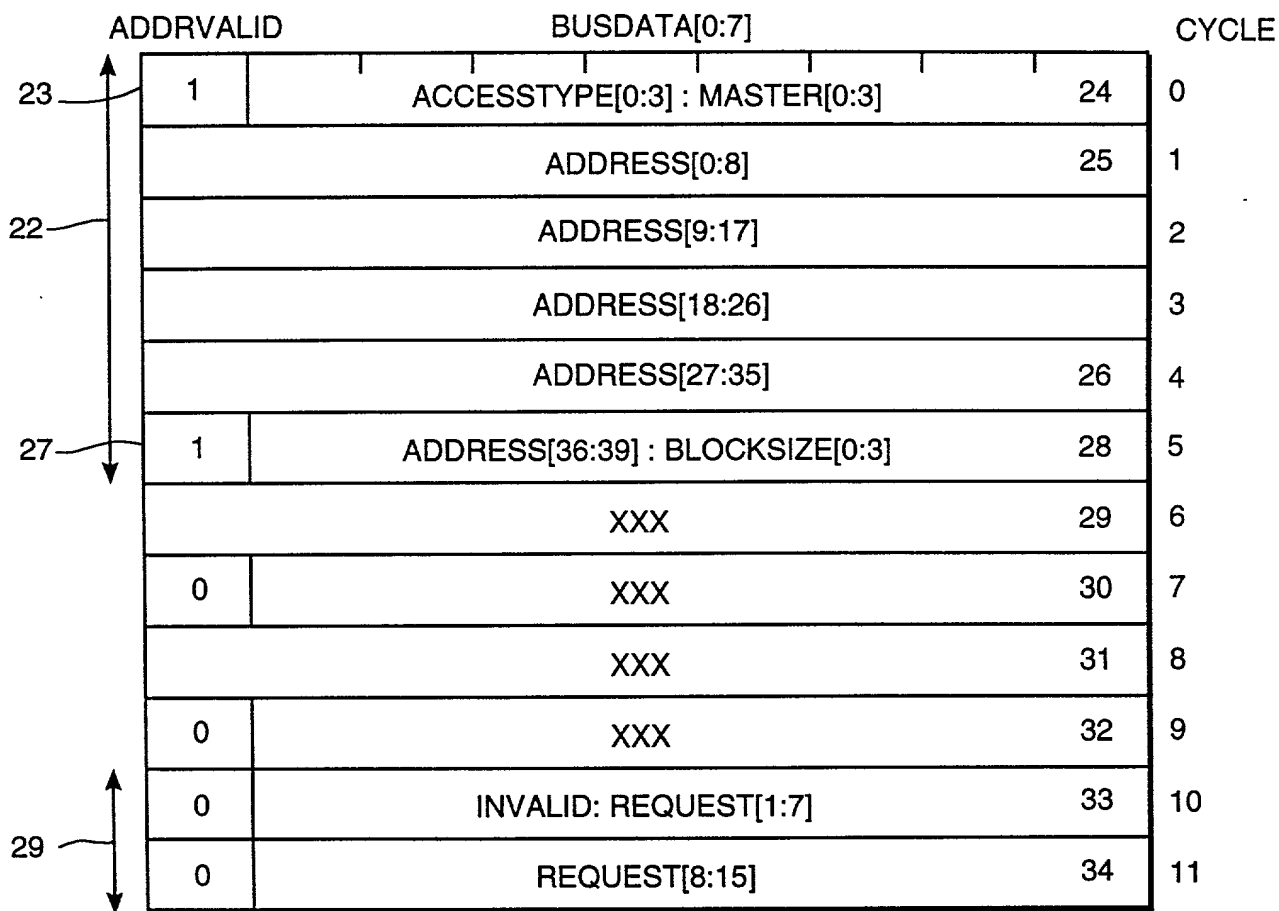 ADDRVALID BUSDATA[0:7] CYCLE
23 1 ACCESSTYPE[0:3] : MASTER[0:3] 24 0
ADDRESS[0:8] 25 1
22 ADDRESS[9:17] 2
ADDRESS[18:26] 3
ADDRESS[27:35] 26 4
27 1 ADDRESS[36:39] : BLOCKSIZE[0:3] 28 5
XXX 29 6
0 XXX 30 7
XXX 31 8
0 XXX 32 9
0 INVALID: REQUEST[1:7] 33 10
29
0 REQUEST[8:15] 34 11